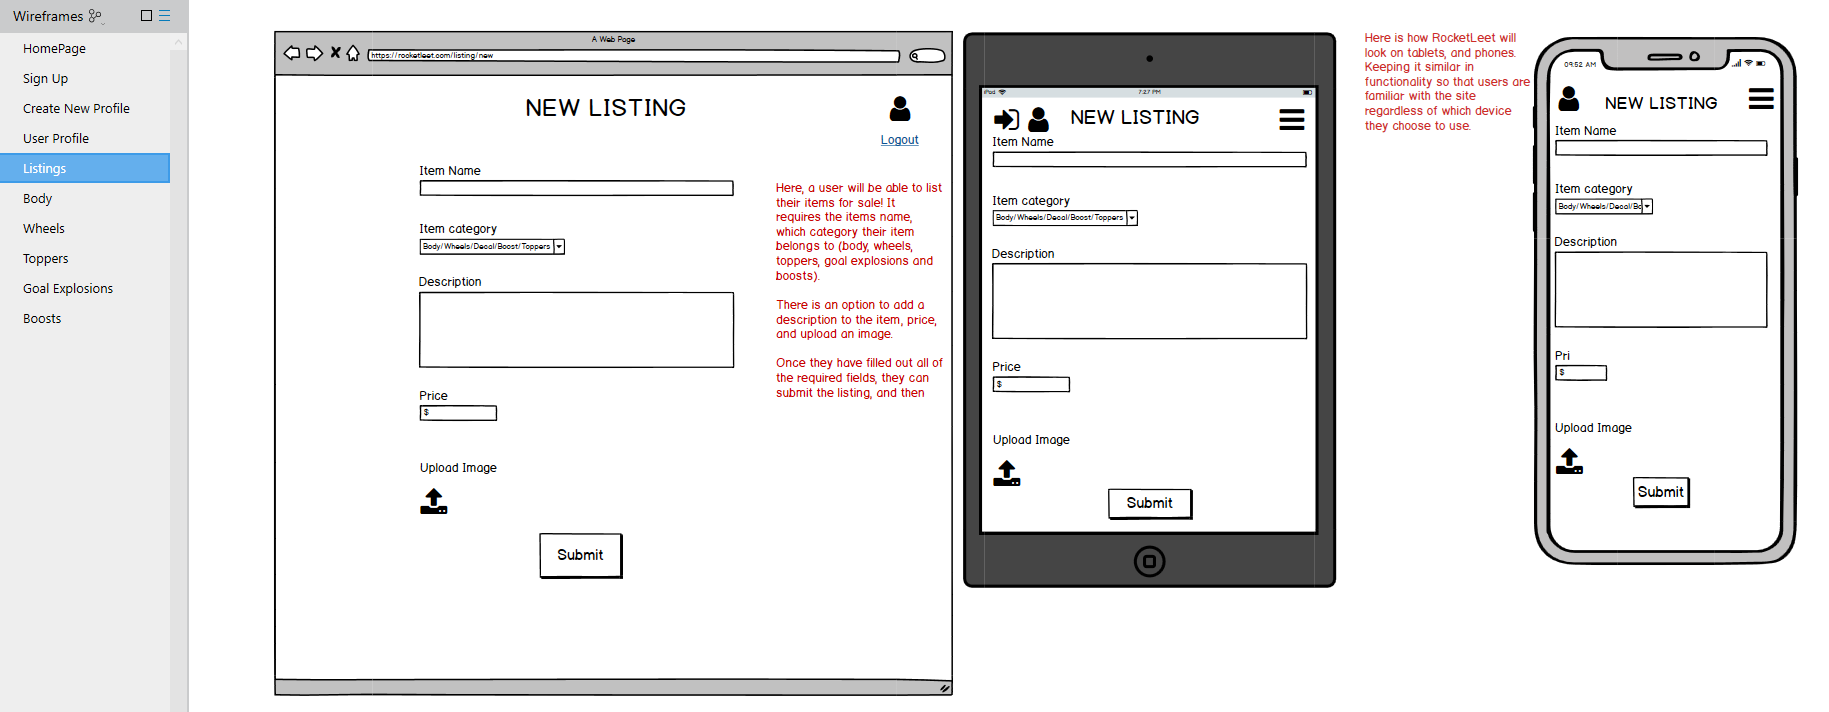 Wireframes
HomePage
Sign Up
Create New Profile
User Profile
Listings
Body
Wheels
Toppers
Goal Explosions
Boosts
A Web Page
https://rocketleet.com/listing/new
NEW LISTING
Logout
Item Name
Item category
Body/Wheels/Decal/Boost/Toppers
Description
Price
$
Upload Image
Submit
Here, a user will be able to list
their items for sale! It
requires the items name,
which category their item
belongs to (body, wheels,
toppers, goal explosions and
boosts).
There is an option to add a
description to the item, price,
and upload an image.
Once they have filled out all of
the required fields, they can
submit the listing, and then
iPad
7:27 PM
NEW LISTING
Item Name
Item category
Body/Wheels/Decal/Boost/Toppers
Description
Price
$
Upload Image
Submit
Here is how RocketLeet will
look on tablets, and phones.
Keeping it similar in
functionality so that users are
familiar with the site
regardless of which device
they choose to use.
09:52 AM
NEW LISTING
Item Name
Item category
Body/Wheels/Decal/Bo
Description
Pri
$
Upload Image
Submit